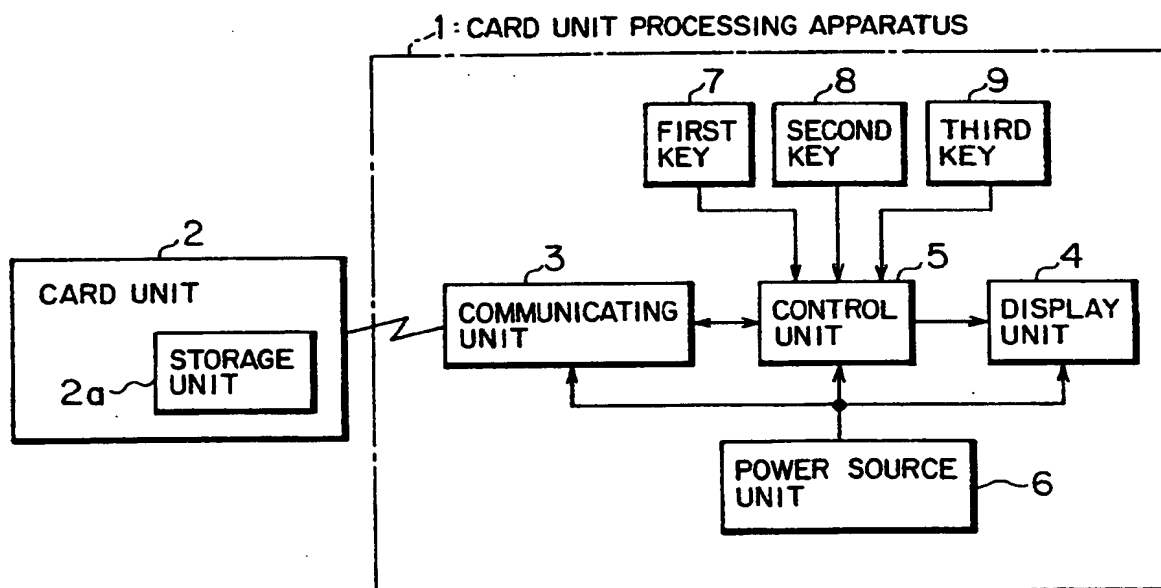 1: CARD UNIT PROCESSING APPARATUS
7
8
9
FIRST
KEY
SECOND
KEY
THIRD
KEY
2
CARD UNIT
STORAGE
UNIT
2a
3
COMMUNICATING
UNIT
5
CONTROL
UNIT
4
DISPLAY
UNIT
POWER SOURCE
UNIT
6